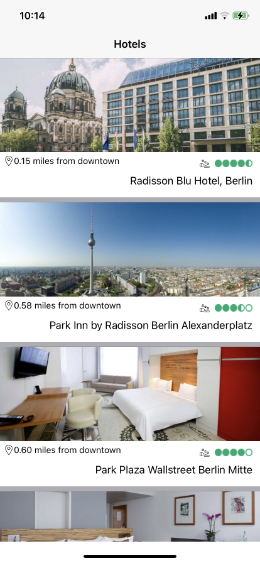 10:14
Hotels
0.15 miles from downtown
Radisson Blu Hotel, Berlin
0.58 miles from downtown
Park Inn by Radisson Berlin Alexanderplatz
0.60 miles from downtown
Park Plaza Wallstreet Berlin Mitte